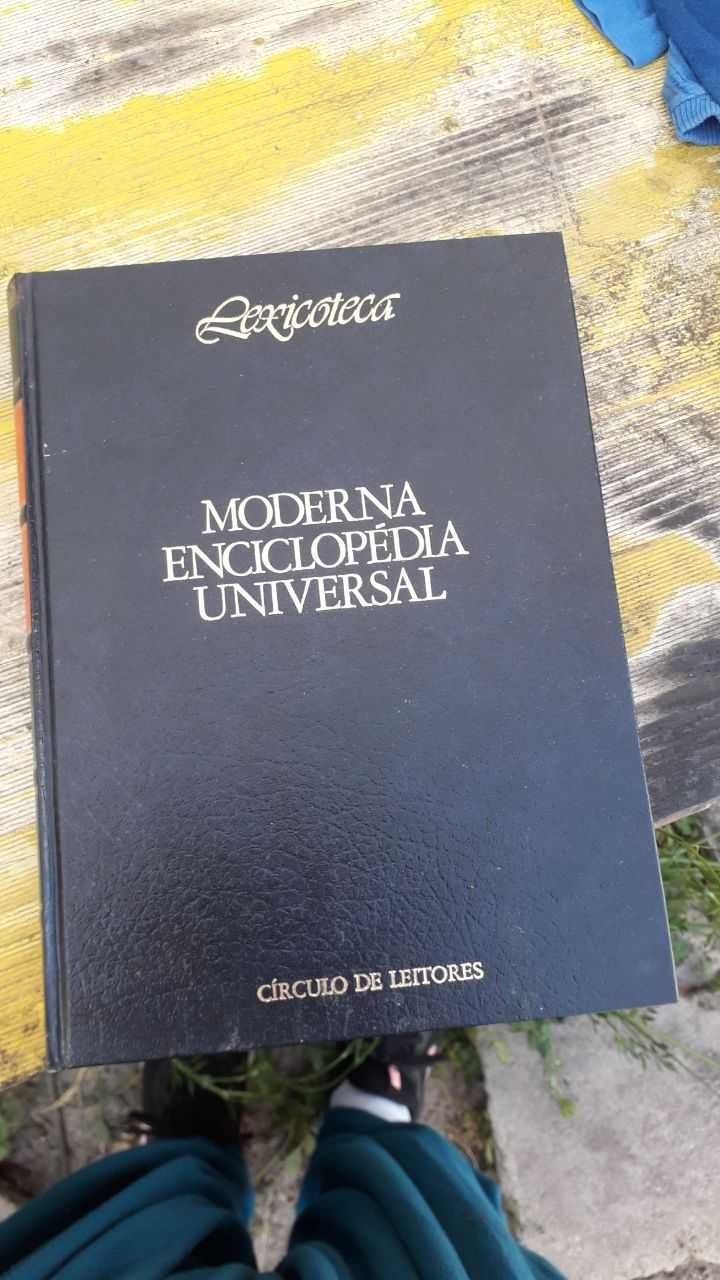 Lexicoteca
MODERNA
ENCICLOPÉDIA
UNIVERSAL
CÍRCULO DE LEITORES